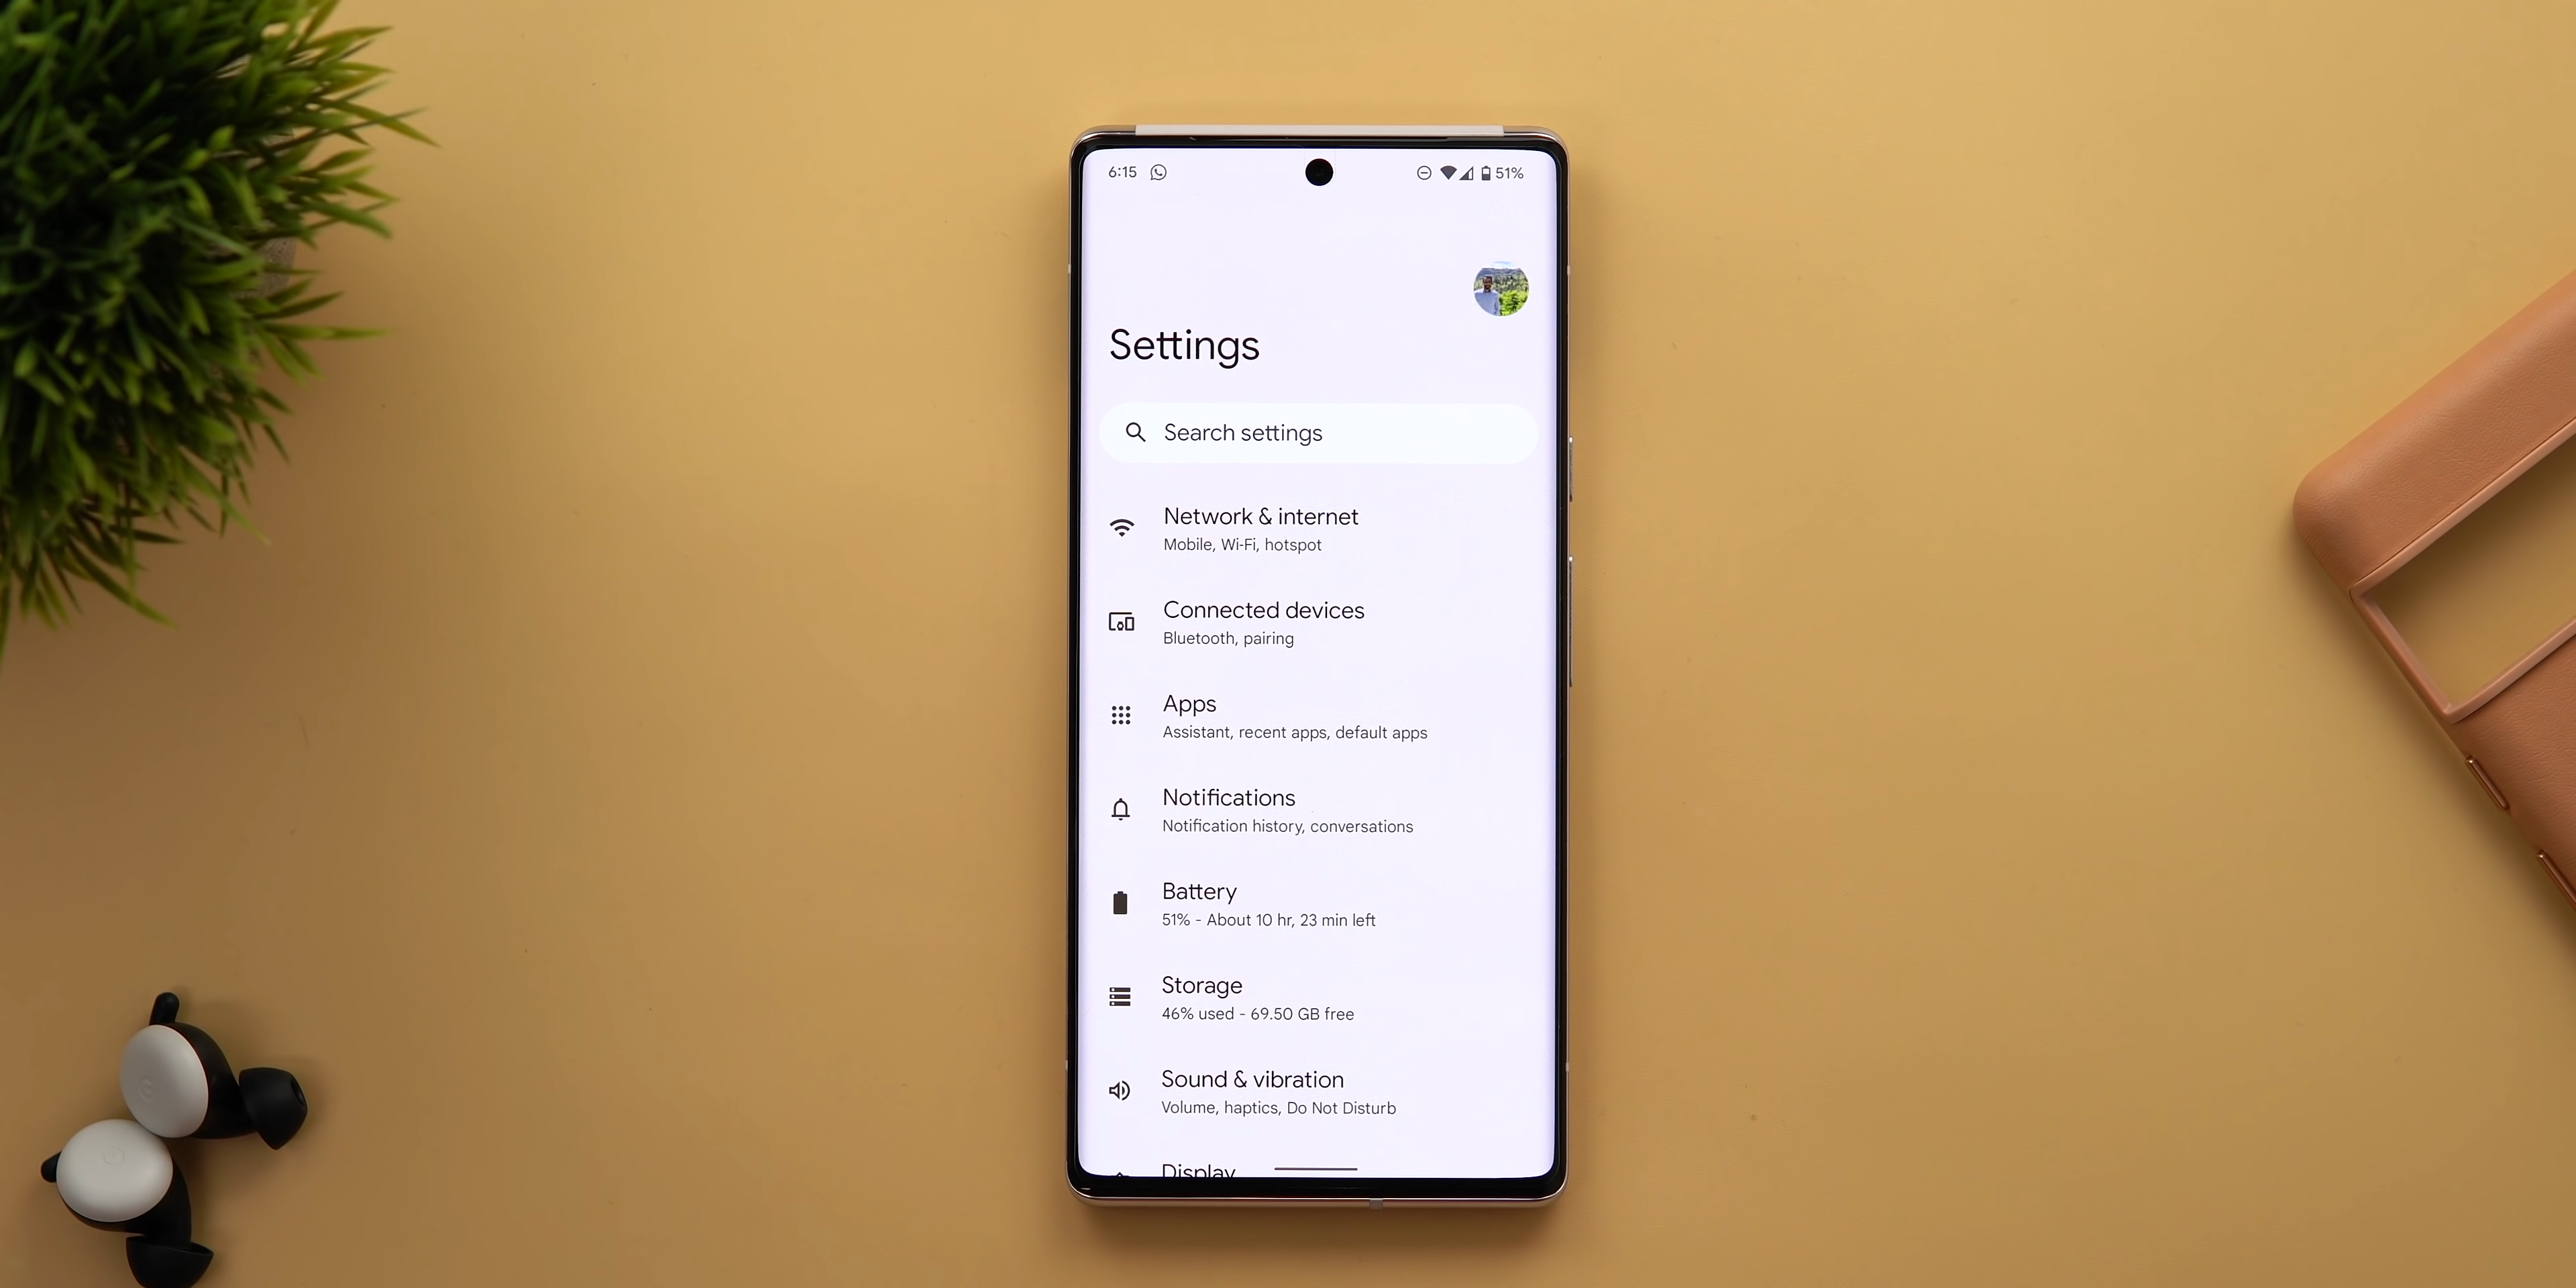 6:15 51%
Settings
Search settings
Network & internet
Mobile, Wi-Fi, hotspot
Connected devices
Bluetooth, pairing
Apps
Assistant, recent apps, default apps
Notifications
Notification history, conversations
Battery
51% - About 10 hr, 23 min left
Storage
46% used - 69.50 GB free
Sound & vibration
Volume, haptics, Do Not Disturb
Display